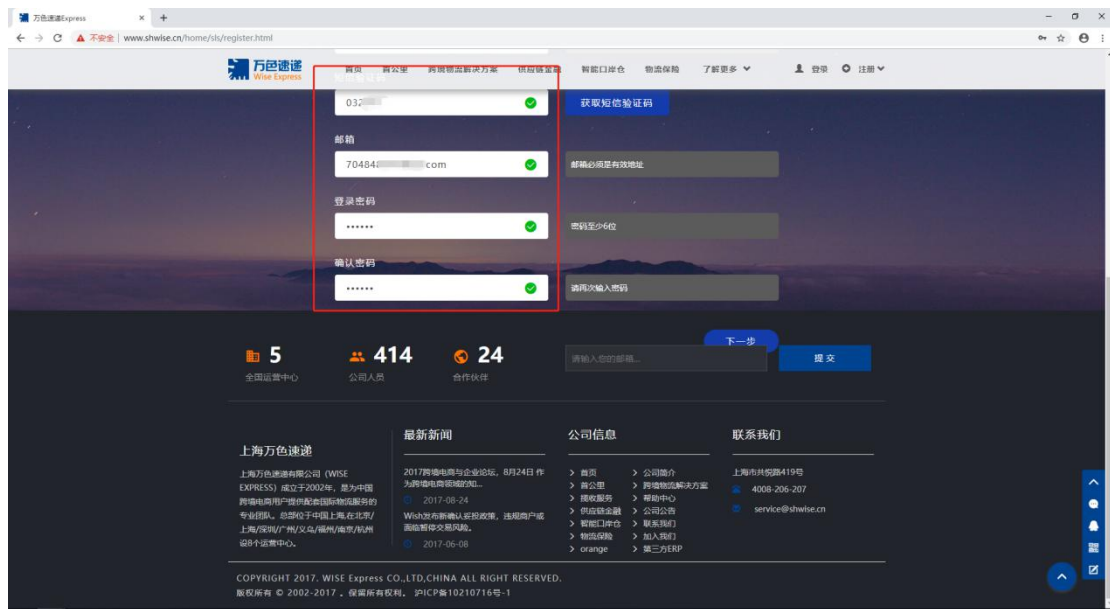 万色速递Express
不安全 | www.shwise.cn/home/sls/register.html
万色速递
Wise Express
首页 首公里 跨境物流解决方案 供应链金融 智能口岸仓 物流保险 了解更多 登录 注册
032
获取短信验证码
邮箱
70484 com
邮箱必须是有效地址
登录密码
••••••
密码至少6位
确认密码
••••••
请再次输入密码
下一步
5
全国运营中心
414
公司人员
24
合作伙伴
请输入您的邮箱...
提交
上海万色速递
上海万色速递有限公司（WISE
EXPRESS）成立于2002年，是为中国
跨境电商用户提供配套国际物流服务的
专业团队。总部位于中国上海,在北京/
上海/深圳/广州/义乌/福州/南京/杭州
设8个运营中心。
最新新闻
2017跨境电商与企业论坛，8月24日 作
为跨境电商领域的知...
2017-08-24
Wish发布新确认妥投政策，违规商户或
面临暂停交易风险。
2017-06-08
公司信息
> 首页 > 公司简介
> 首公里 > 跨境物流解决方案
> 揽收服务 > 帮助中心
> 供应链金融 > 公司公告
> 智能口岸仓 > 联系我们
> 物流保险 > 加入我们
> orange > 第三方ERP
联系我们
上海市共悦路419号
4008-206-207
service@shwise.cn
COPYRIGHT 2017. WISE Express CO.,LTD,CHINA ALL RIGHT RESERVED.
版权所有 © 2002-2017 。保留所有权利。 沪ICP备10210716号-1